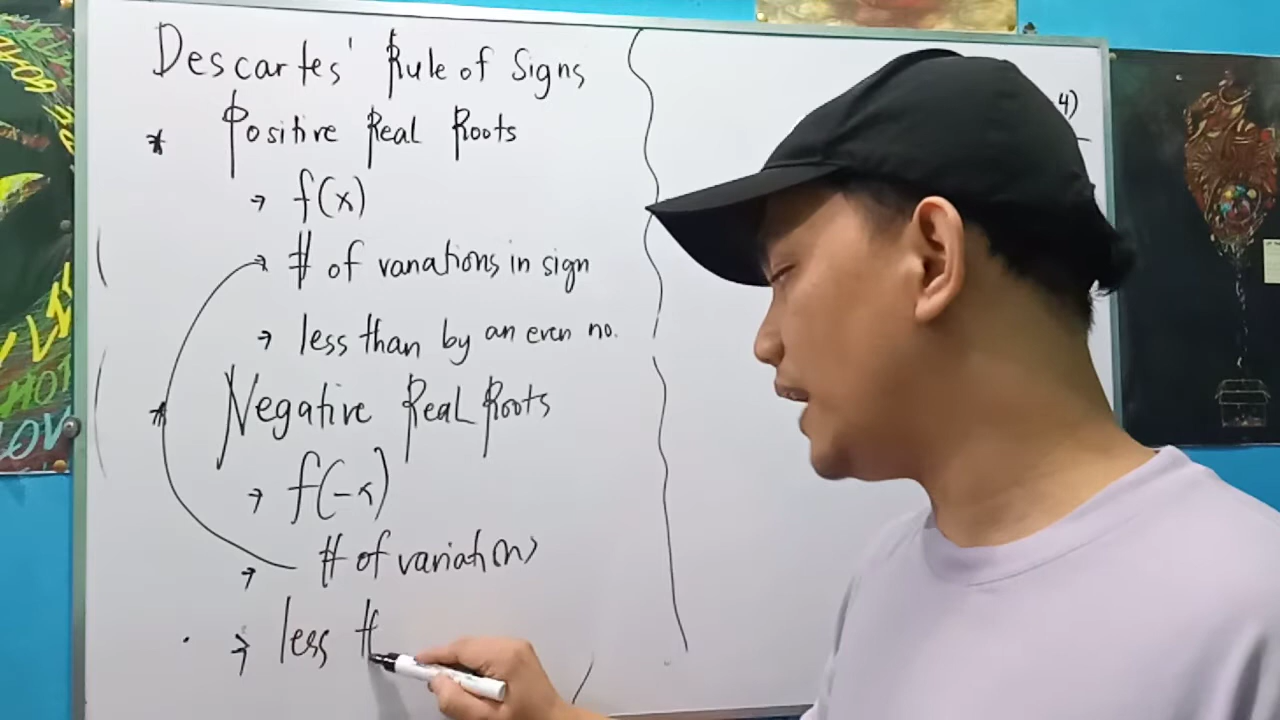 Descartes' Rule of Signs
* Positive Real Roots
→ f(x)
→ # of variations in sign
→ less than by an even no.
* Negative Real Roots
→ f(-x)
→ # of variations
→ less t
4)